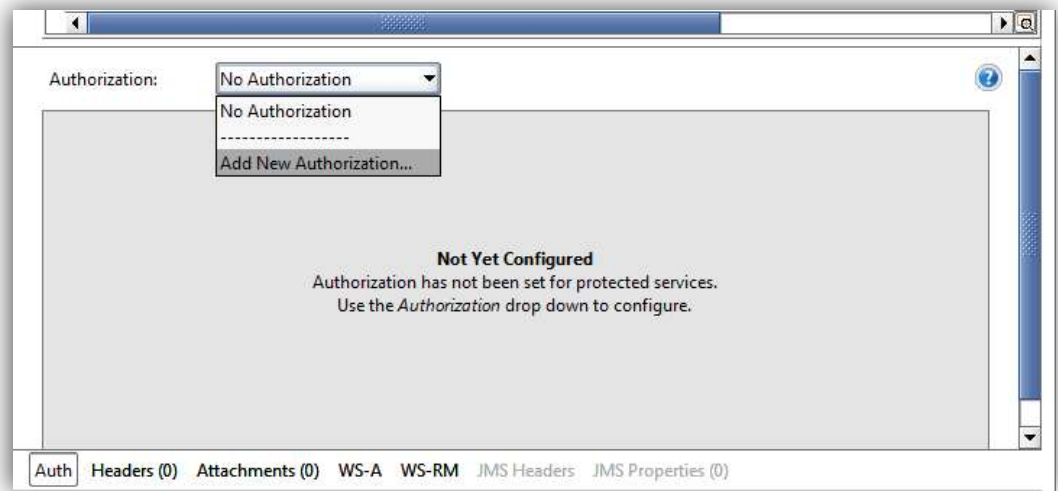 Authorization: No Authorization
No Authorization
------------------
Add New Authorization...
Not Yet Configured
Authorization has not been set for protected services.
Use the Authorization drop down to configure.
Auth Headers (0) Attachments (0) WS-A WS-RM JMS Headers JMS Properties (0)